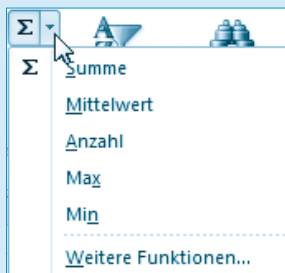 Σ
Σ Summe
Mittelwert
Anzahl
Max
Min
Weitere Funktionen...